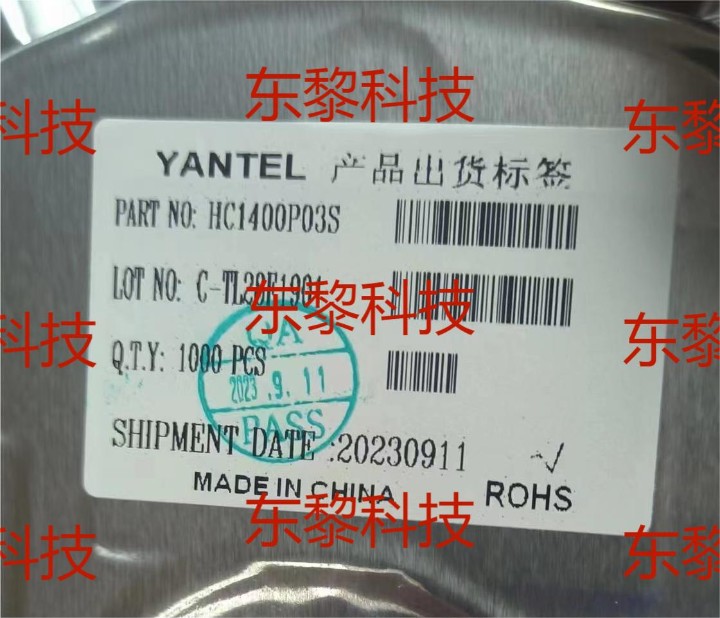 东黎科技
科技
东黎
YANTEL 产品出货标签
PART NO: HC1400P03S
LOT NO:
东黎科技
科技
东黎
QA
Q.T.Y: 1000 PCS
2023.9.11
PASS
SHIPMENT DATE :20230911
MADE IN CHINA
ROHS
东黎科技
科技
东黎